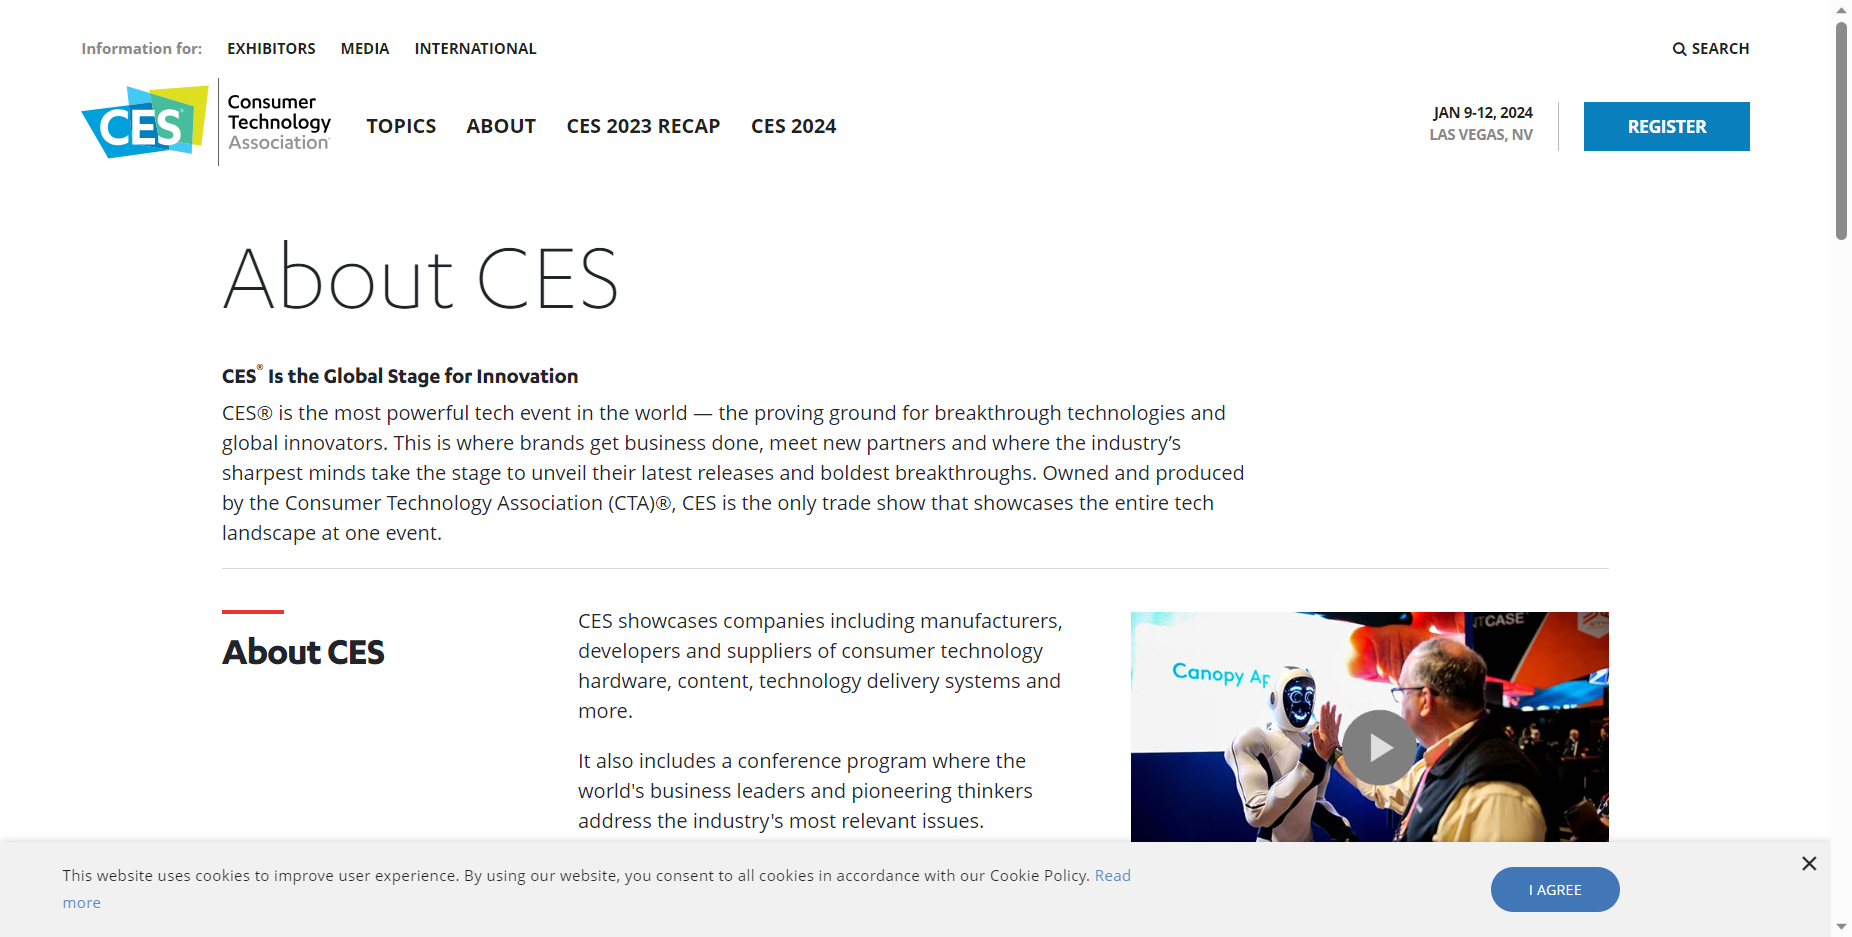 Information for: EXHIBITORS MEDIA INTERNATIONAL
SEARCH
CES®
Consumer
Technology
Association®
TOPICS ABOUT CES 2023 RECAP CES 2024
JAN 9-12, 2024
LAS VEGAS, NV
REGISTER
About CES
CES® Is the Global Stage for Innovation
CES® is the most powerful tech event in the world — the proving ground for breakthrough technologies and
global innovators. This is where brands get business done, meet new partners and where the industry’s
sharpest minds take the stage to unveil their latest releases and boldest breakthroughs. Owned and produced
by the Consumer Technology Association (CTA)®, CES is the only trade show that showcases the entire tech
landscape at one event.
About CES
CES showcases companies including manufacturers,
developers and suppliers of consumer technology
hardware, content, technology delivery systems and
more.
It also includes a conference program where the
world's business leaders and pioneering thinkers
address the industry's most relevant issues.
Canopy
This website uses cookies to improve user experience. By using our website, you consent to all cookies in accordance with our Cookie Policy. Read
more
I AGREE